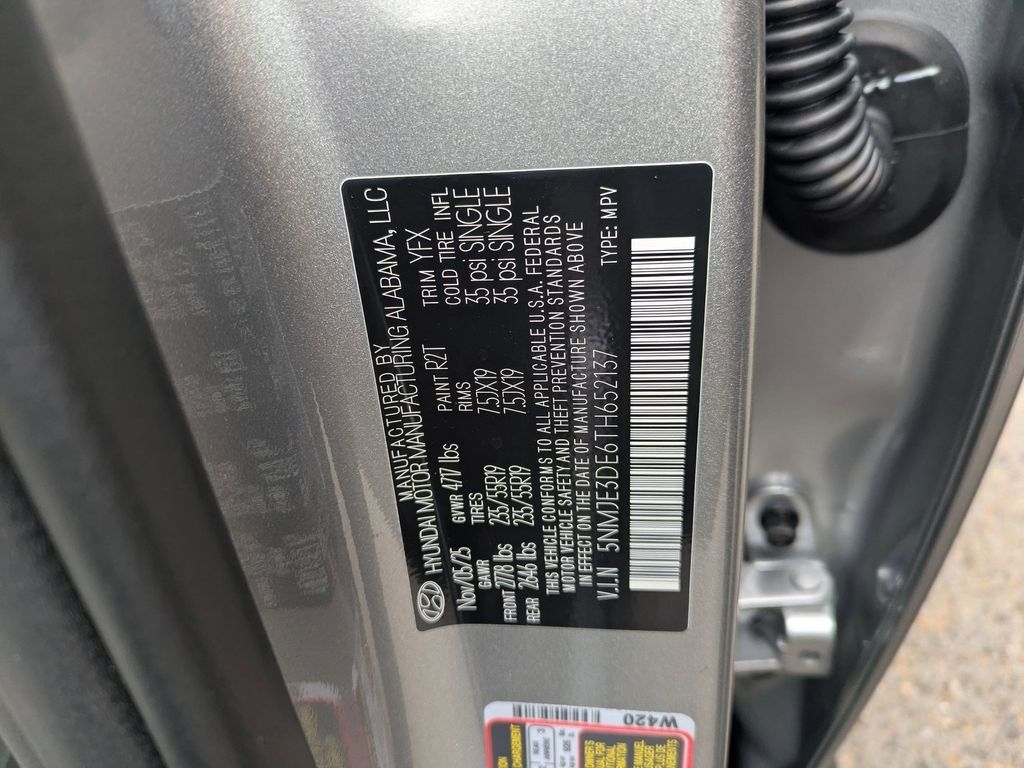 MANUFACTURED BY
HYUNDAI MOTOR MANUFACTURING ALABAMA, LLC
Nov/06/25 GVWR 4717 lbs PAINT R2T TRIM YFX
GAWR TIRES RIMS COLD TIRE INFL
FRONT 2778 lbs 235/55R19 7.5JX19 35 psi SINGLE
REAR 2646 lbs 235/55R19 7.5JX19 35 psi SINGLE
THIS VEHICLE CONFORMS TO ALL APPLICABLE U.S.A. FEDERAL
MOTOR VEHICLE SAFETY AND THEFT PREVENTION STANDARDS
IN EFFECT ON THE DATE OF MANUFACTURE SHOWN ABOVE
V.I.N 5NMJE3DE6TH652137 TYPE: MPV
W420